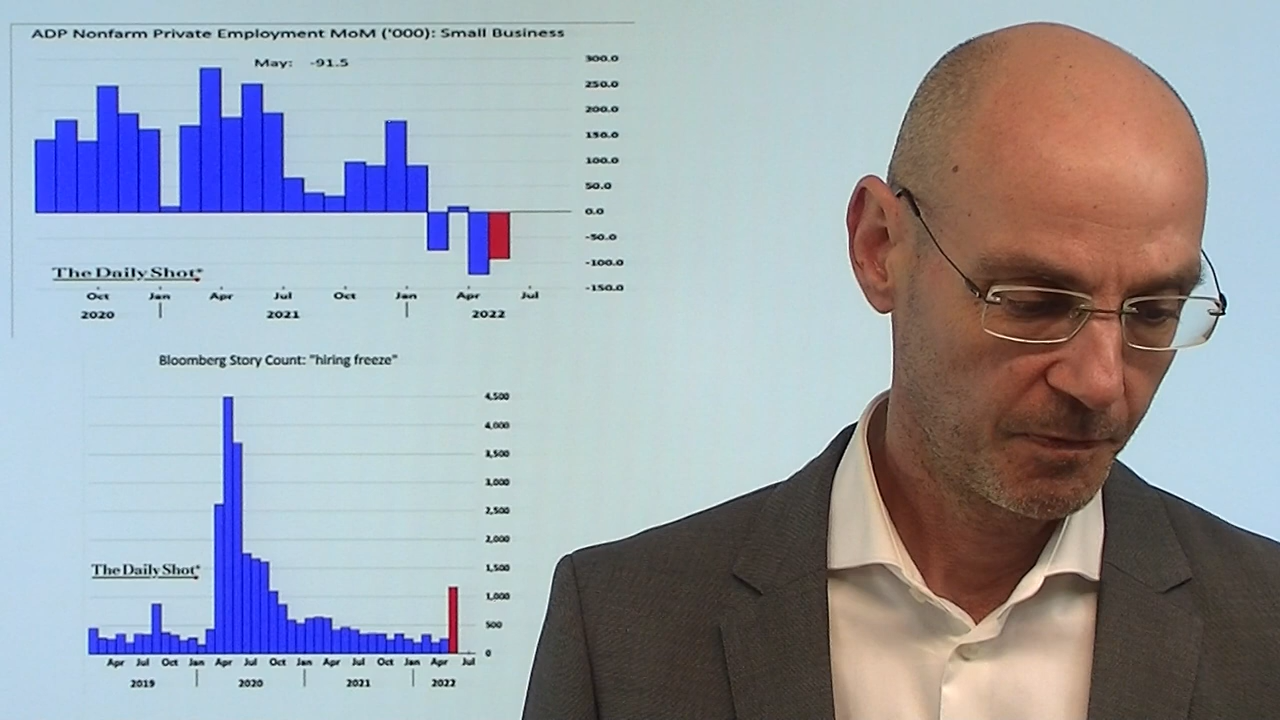 ADP Nonfarm Private Employment MoM ('000): Small Business
May: -91.5
300.0
250.0
200.0
150.0
100.0
50.0
0.0
-50.0
-100.0
-150.0
The Daily Shot
Oct Jan Apr Jul Oct Jan Apr Jul
2020 2021 2022
Bloomberg Story Count: "hiring freeze"
4,500
4,000
3,500
3,000
2,500
2,000
1,500
1,000
500
0
The Daily Shot
Apr Jul Oct Jan Apr Jul Oct Jan Apr Jul Oct Jan Apr Jul
2019 2020 2021 2022